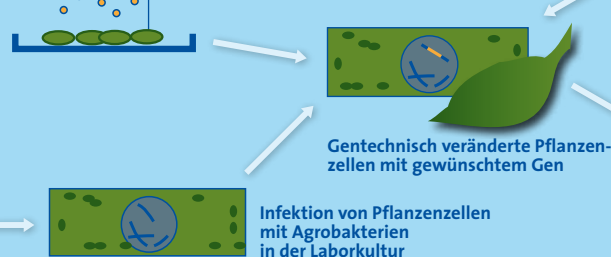 Gentechnisch veränderte Pflanzen-
zellen mit gewünschtem Gen
Infektion von Pflanzenzellen
mit Agrobakterien
in der Laborkultur